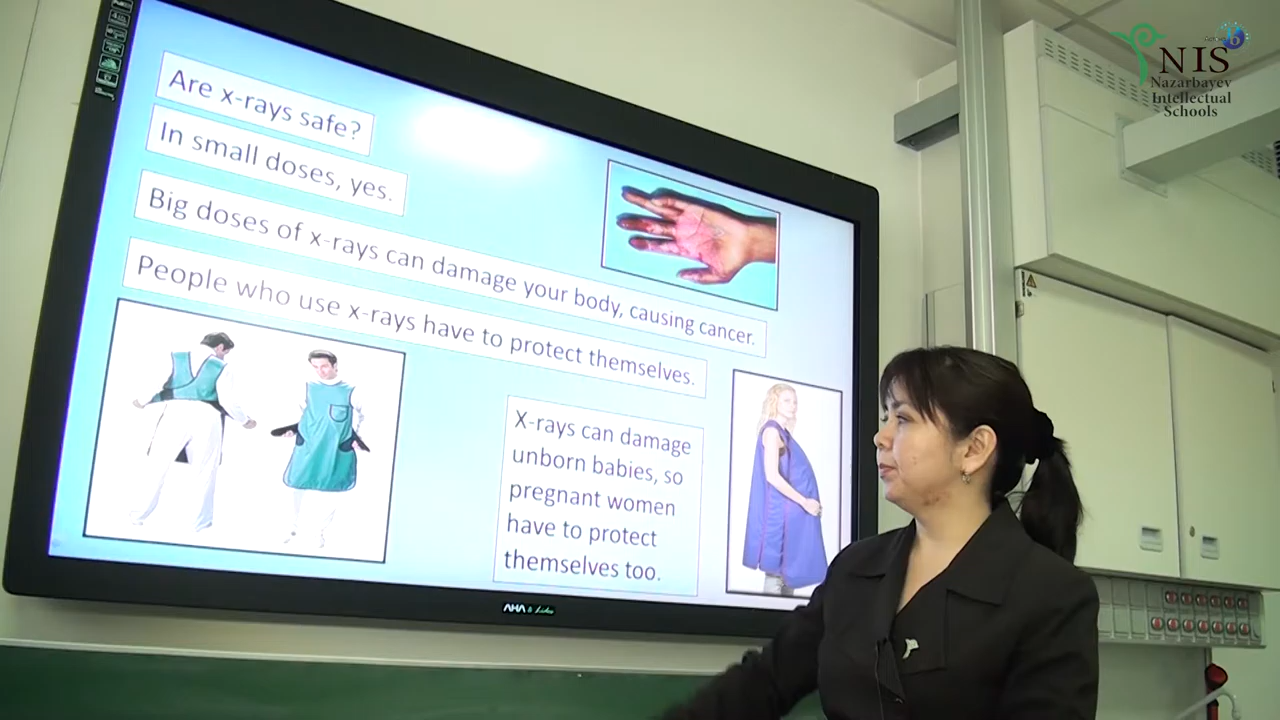 Are x-rays safe?
In small doses, yes.
Big doses of x-rays can damage your body, causing cancer.
People who use x-rays have to protect themselves.
X-rays can damage
unborn babies, so
pregnant women
have to protect
themselves too.
NIS
Nazarbayev
Intellectual
Schools